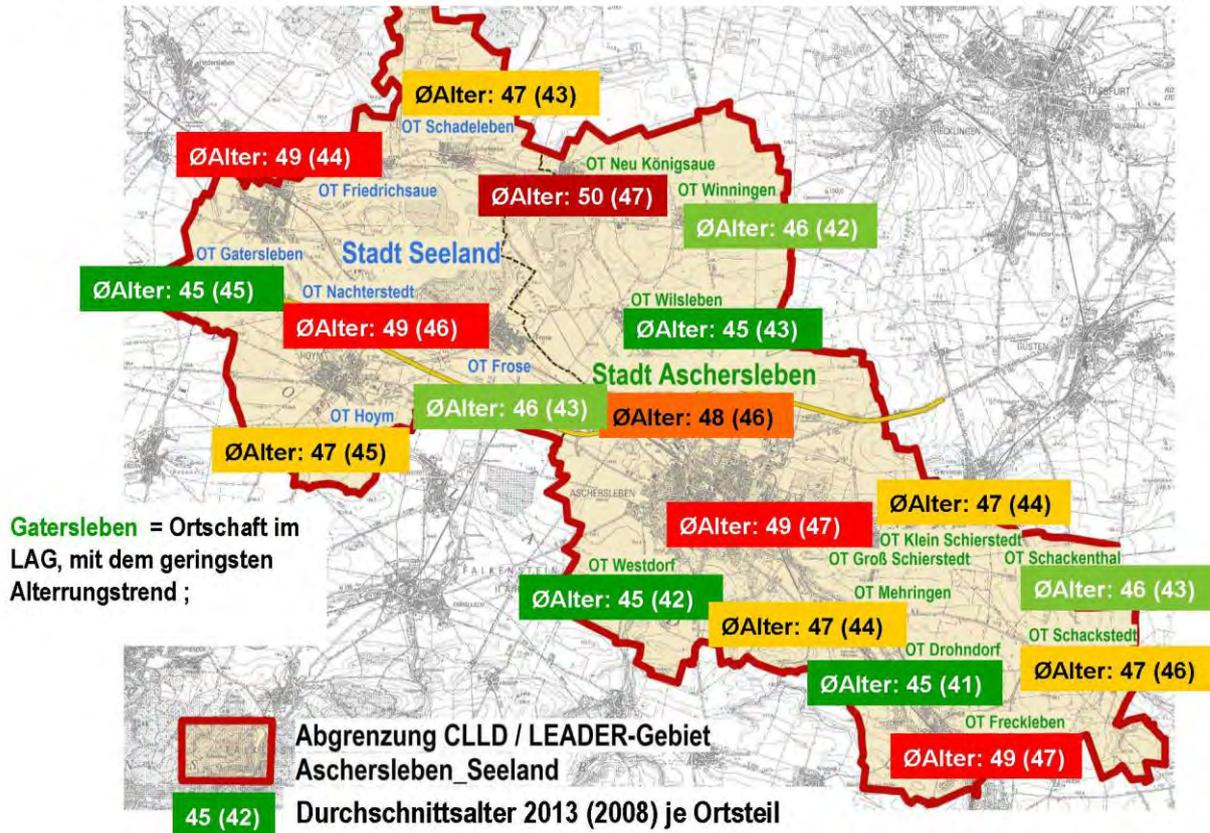 ØAlter: 47 (43)
OT Schadeleben
STASSFURT
HECKLINGEN
ØAlter: 49 (44)
OT Neu Königsaue
OT Friedrichsaue
ØAlter: 50 (47)
OT Winningen
ØAlter: 46 (42)
OT Gatersleben
Stadt Seeland
ØAlter: 45 (45)
OT Nachterstedt
OT Wilsleben
ØAlter: 49 (46)
ØAlter: 45 (43)
GÜSTEN
HOYM
OT Frose
Stadt Aschersleben
OT Hoym
ØAlter: 46 (43)
ØAlter: 48 (46)
ØAlter: 47 (45)
ASCHERSLEBEN
ØAlter: 47 (44)
ØAlter: 49 (47)
Gatersleben = Ortschaft im
LAG, mit dem geringsten
Alterrungstrend ;
OT Klein Schierstedt
OT Groß Schierstedt
OT Schackenthal
FALKENSTEIN
OT Westdorf
ØAlter: 45 (42)
OT Mehringen
ØAlter: 46 (43)
ØAlter: 47 (44)
OT Schackstedt
OT Drohndorf
ØAlter: 47 (46)
ØAlter: 45 (41)
OT Freckleben
ØAlter: 49 (47)
Abgrenzung CLLD / LEADER-Gebiet
Aschersleben_Seeland
45 (42)
Durchschnittsalter 2013 (2008) je Ortsteil